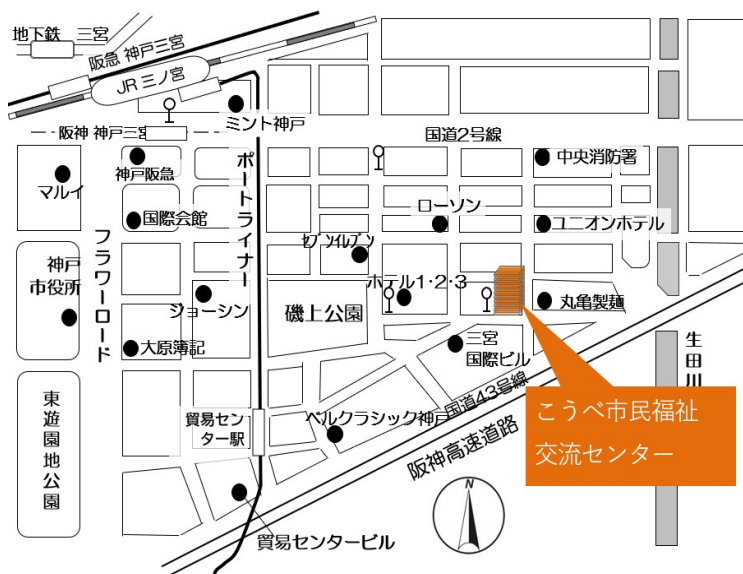 地下鉄 三宮
阪急 神戸三宮
JR 三ノ宮
ミント神戸
阪神 神戸三宮
国道2号線
神戸阪急
マルイ
中央消防署
ポートライナー
国際会館
ローソン
ユニオンホテル
フラワーロード
セブンイレブン
神戸
市役所
ジョーシン
磯上公園
ホテル1・2・3
丸亀製麺
大原簿記
三宮
国際ビル
生田川
国道43号線
こうべ市民福祉
交流センター
東遊園地公園
貿易セン
ター駅
ベルクラシック神戸
阪神高速道路
N
貿易センタービル